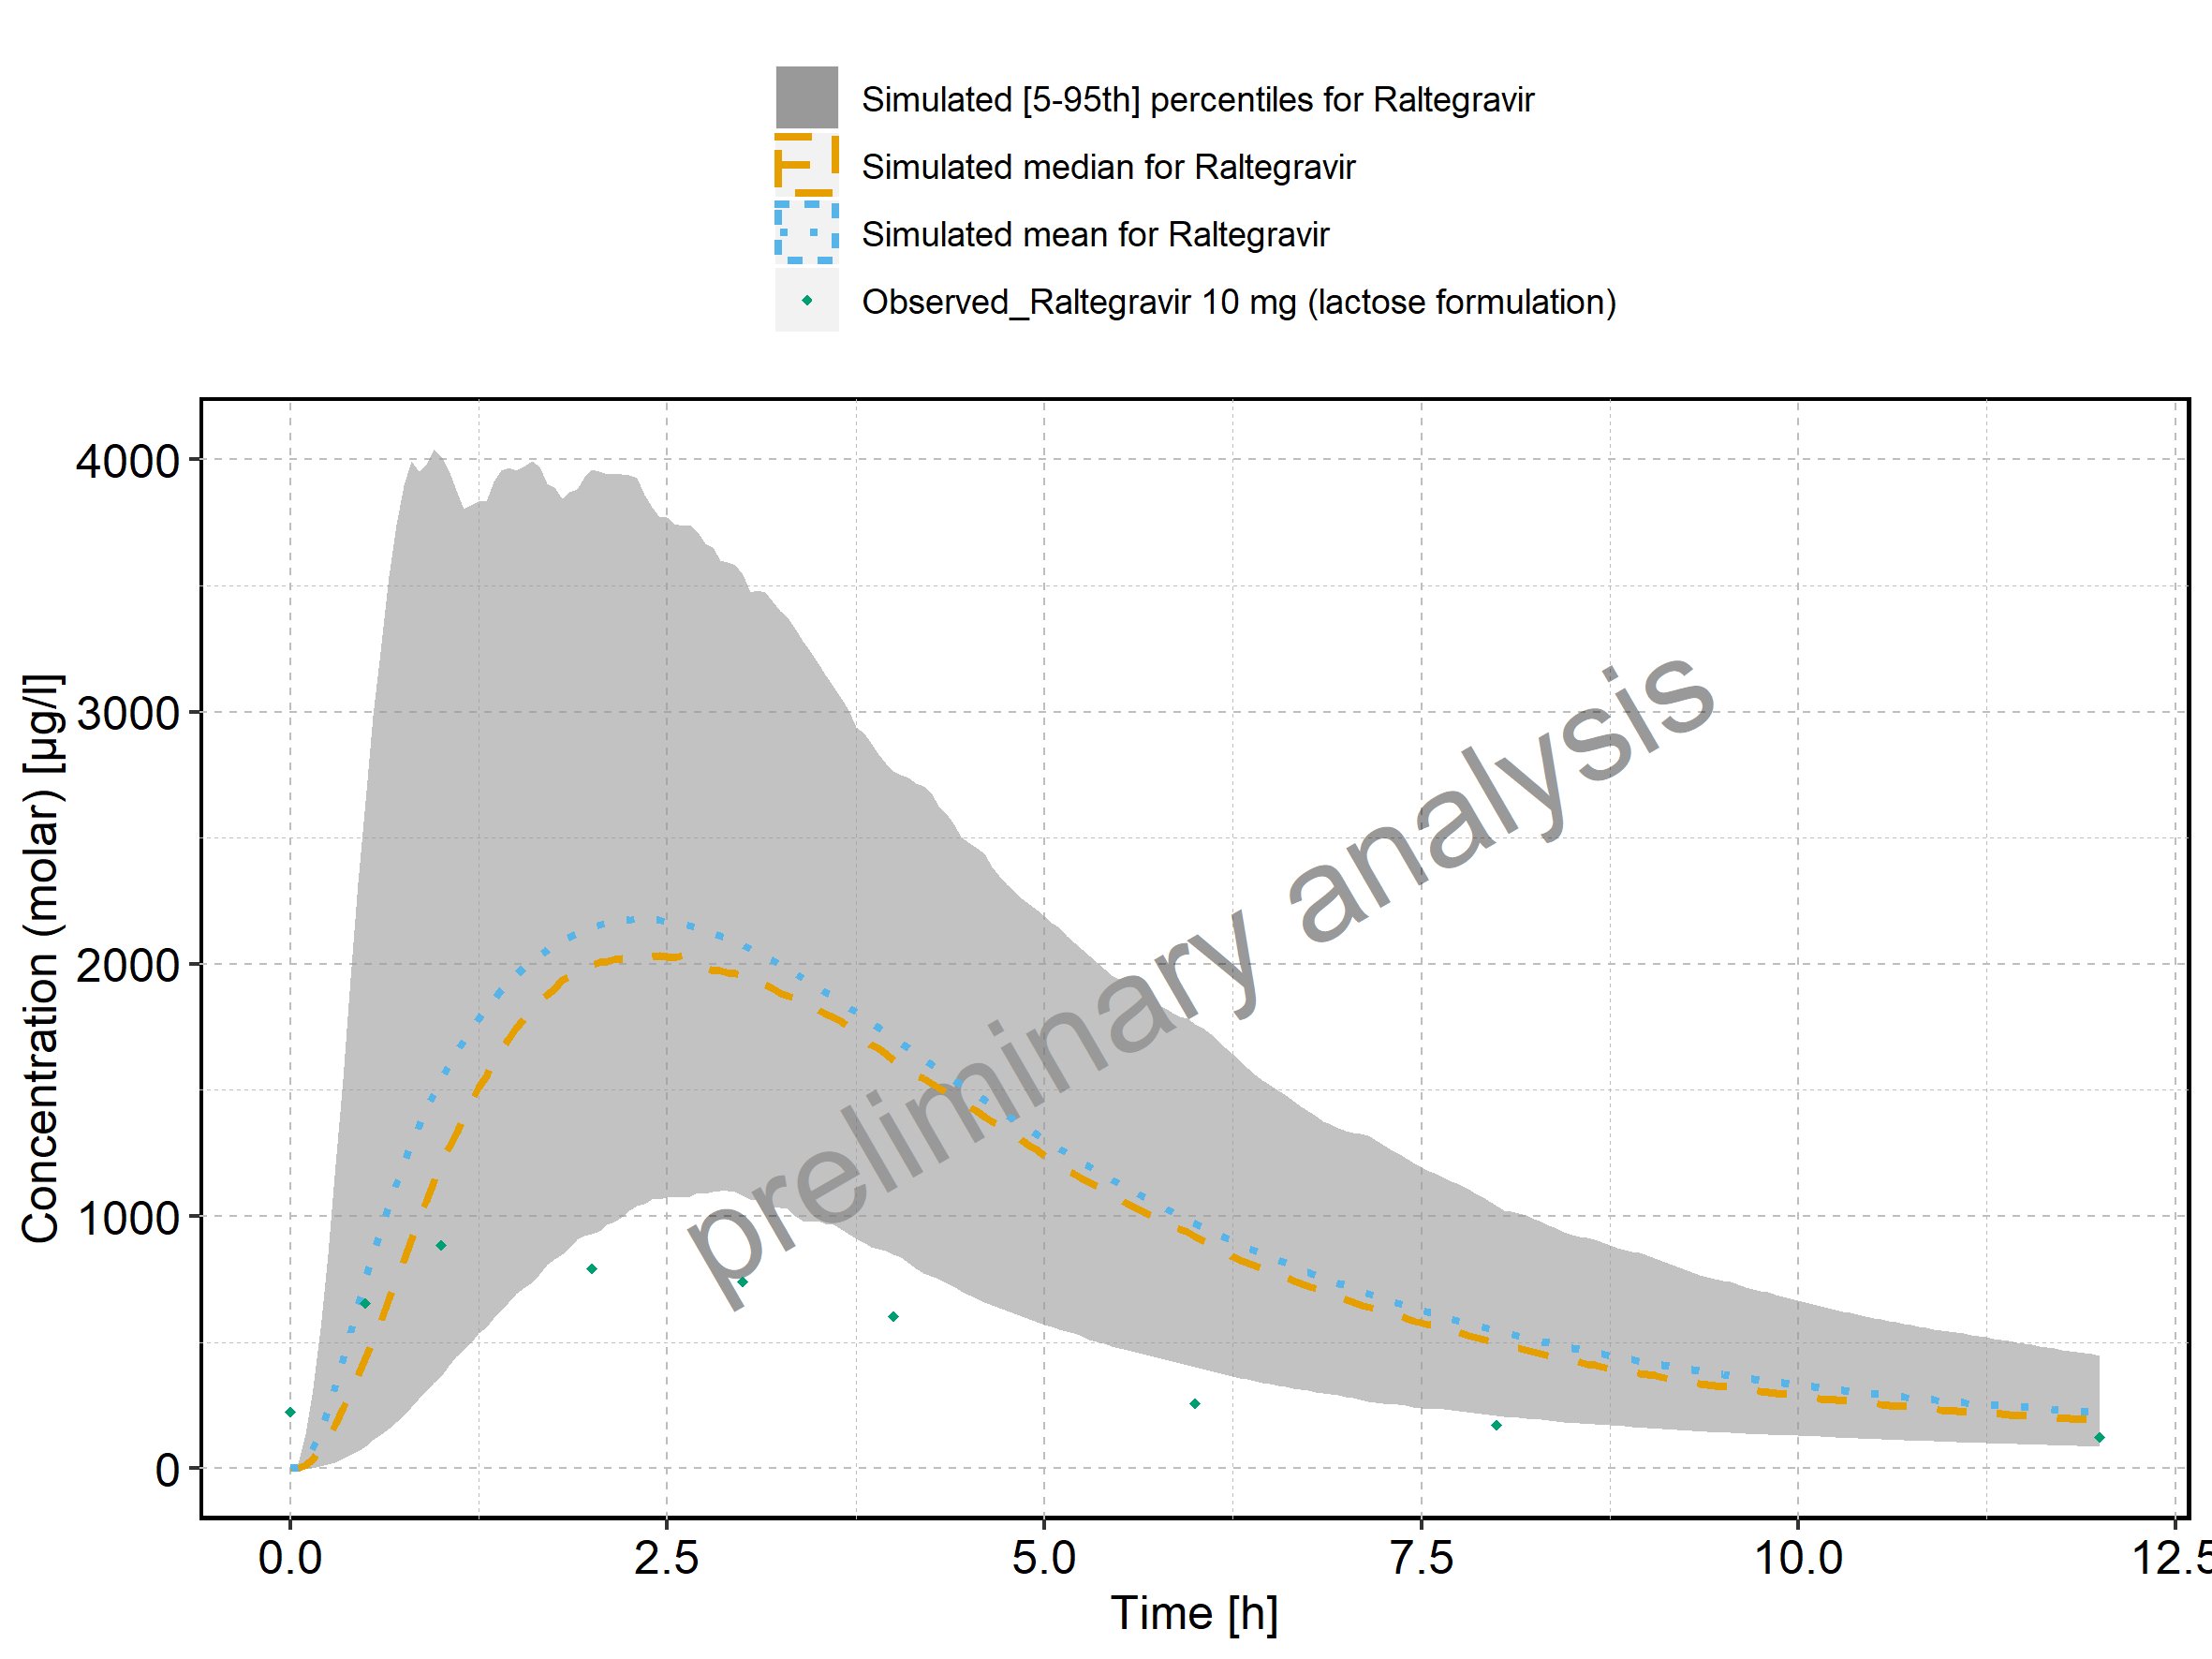 Simulated [5-95th] percentiles for Raltegravir
Simulated median for Raltegravir
Simulated mean for Raltegravir
Observed_Raltegravir 10 mg (lactose formulation)
4000
3000
2000
1000
0
Concentration (molar) [µg/l]
preliminary analysis
0.0 2.5 5.0 7.5 10.0 12.5
Time [h]